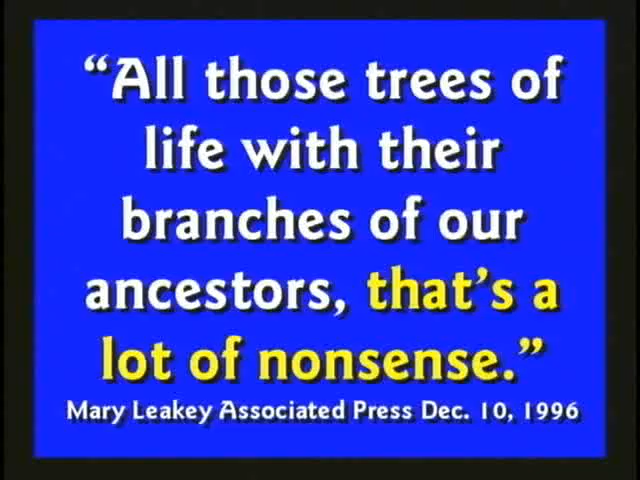 “All those trees of
life with their
branches of our
ancestors, that’s a
lot of nonsense.”
Mary Leakey Associated Press Dec. 10, 1996